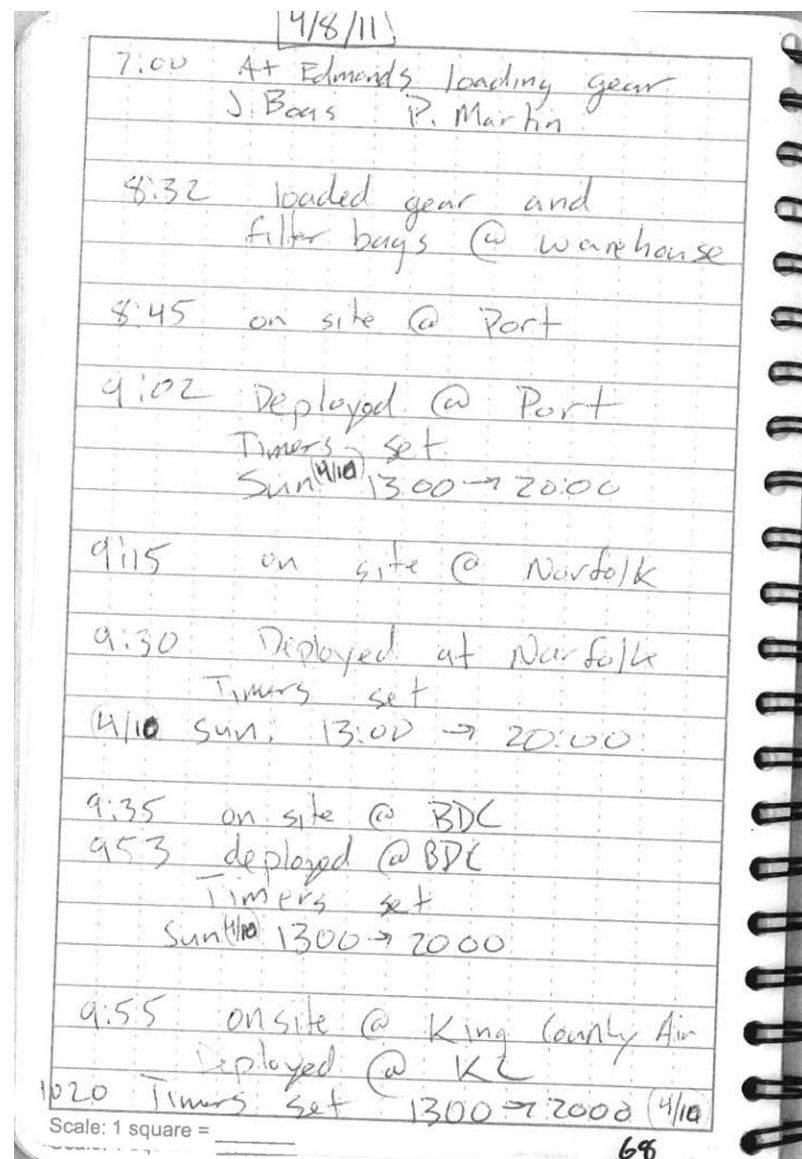 4/8/11
7:00 At Edmonds loading gear
J. Boas P. Martin
8:32 loaded gear and
filter bags @ warehouse
8:45 on site @ Port
9:02 Deployed @ Port
Timers set
Sun (4/10) 13:00 → 20:00
9:15 on site @ Norfolk
9:30 Deployed at Norfolk
Timers set
(4/10 Sun. 13:00 → 20:00
9:35 on site @ BDC
953 deployed @ BDC
Timers set
Sun (4/10) 1300 → 2000
9:55 onsite @ King County Air
Deployed @ KC
1020 Timers set 1300 → 2000 (4/10)
Scale: 1 square =
68